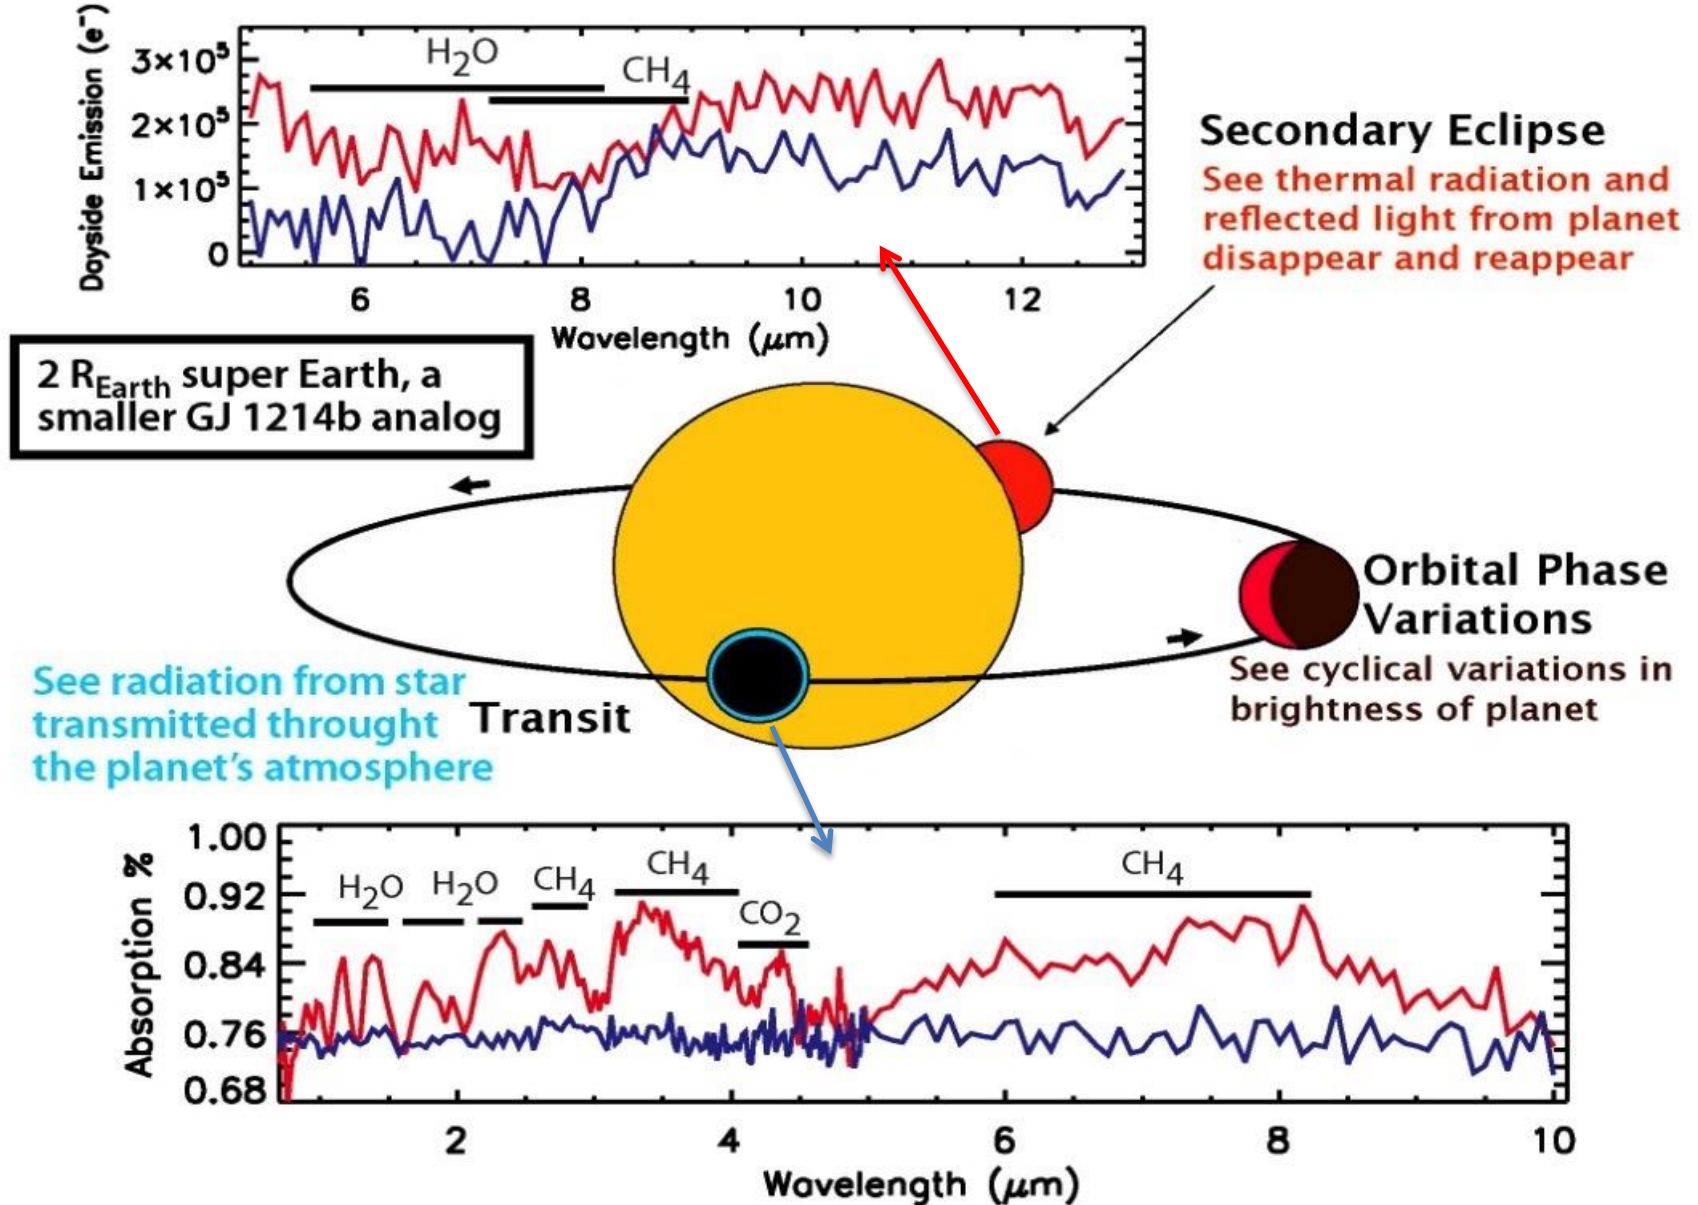 Dayside Emission (e⁻)
3×10⁵
2×10⁵
1×10⁵
0
H₂O
CH₄
6 8 10 12
Wavelength (μm)
Secondary Eclipse
See thermal radiation and
reflected light from planet
disappear and reappear
2 R_Earth super Earth, a
smaller GJ 1214b analog
Orbital Phase
Variations
See cyclical variations in
brightness of planet
See radiation from star
transmitted throught
the planet's atmosphere
Transit
Absorption %
1.00
0.92
0.84
0.76
0.68
H₂O H₂O CH₄ CH₄ CO₂ CH₄
2 4 6 8 10
Wavelength (μm)